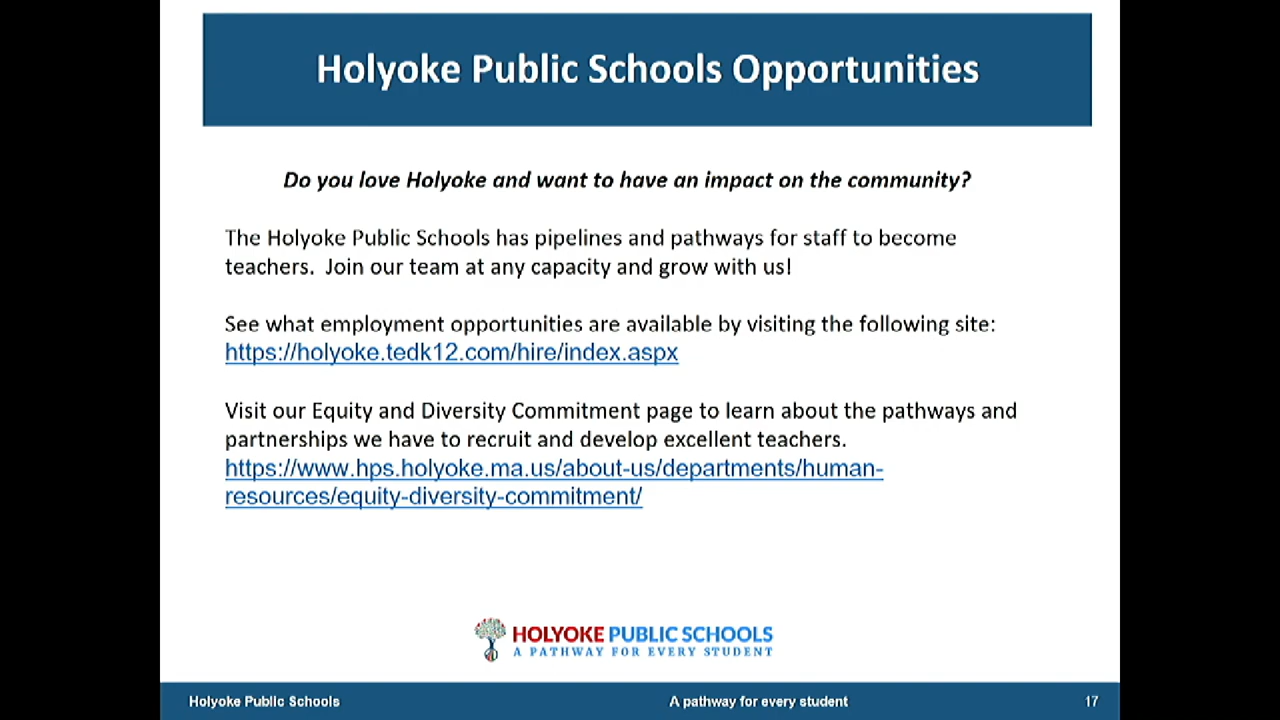 Holyoke Public Schools Opportunities
Do you love Holyoke and want to have an impact on the community?
The Holyoke Public Schools has pipelines and pathways for staff to become
teachers.  Join our team at any capacity and grow with us!
See what employment opportunities are available by visiting the following site:
https://holyoke.tedk12.com/hire/index.aspx
Visit our Equity and Diversity Commitment page to learn about the pathways and
partnerships we have to recruit and develop excellent teachers.
https://www.hps.holyoke.ma.us/about-us/departments/human-
resources/equity-diversity-commitment/
HOLYOKE PUBLIC SCHOOLS
A PATHWAY FOR EVERY STUDENT
Holyoke Public Schools A pathway for every student 17